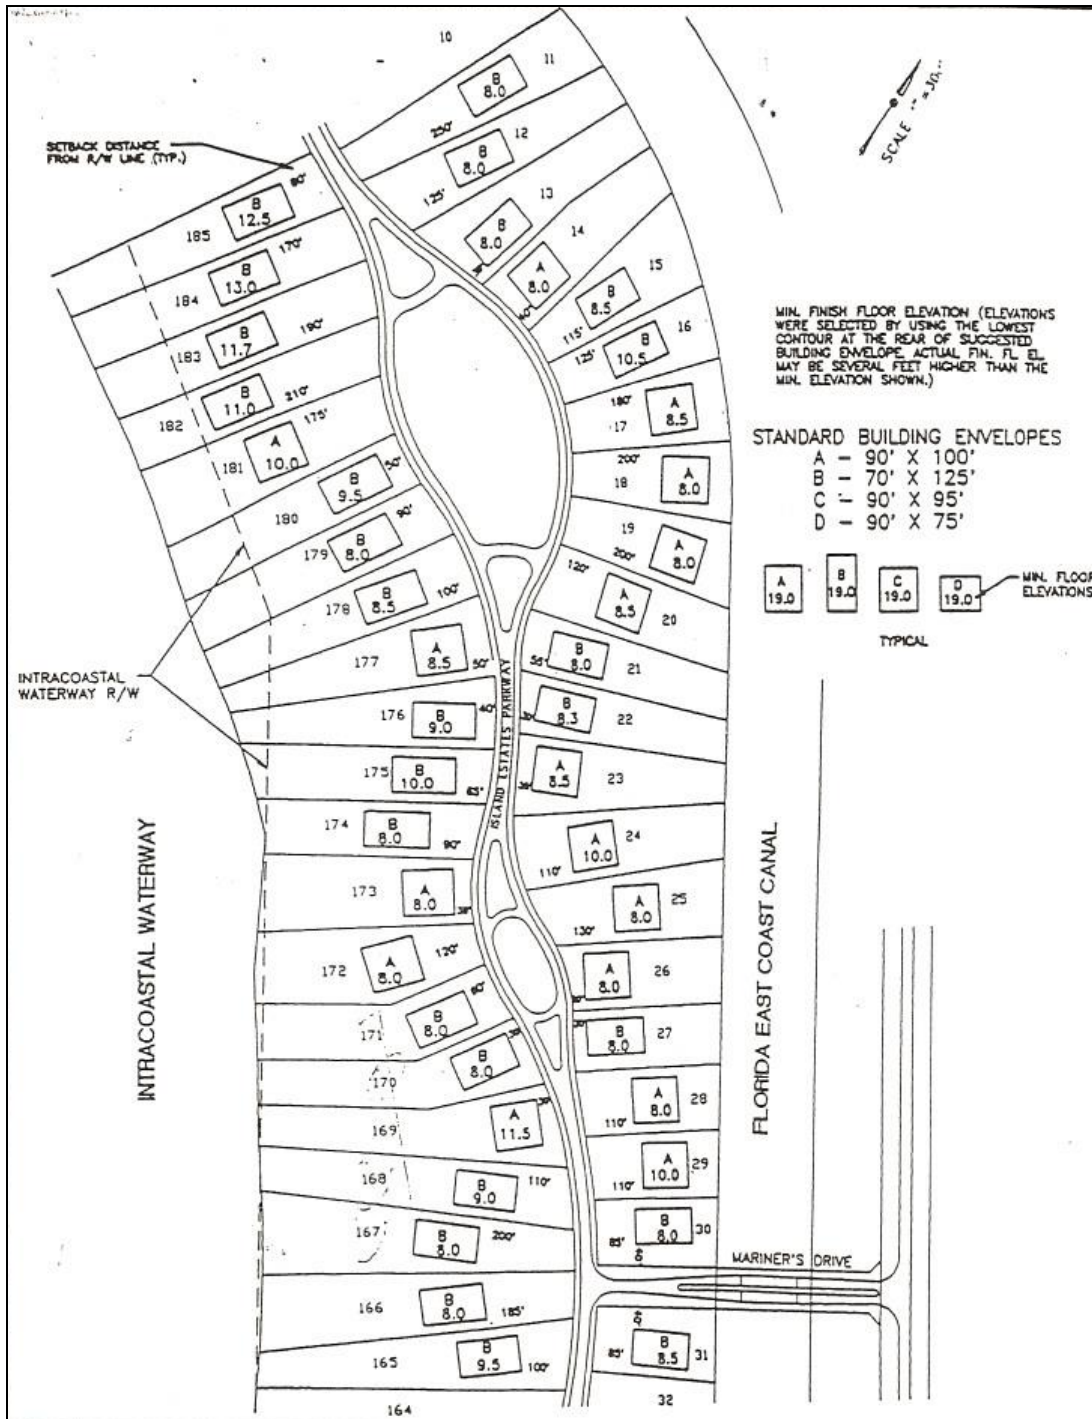 10
11
B
8.0
250'
SETBACK DISTANCE
FROM R/W LINE (TYP.)
12
B
8.0
125'
SCALE
185
B
12.5
13
B
8.0
184
B
13.0
170'
14
A
8.0
40'
183
B
11.7
190'
15
B
8.5
115'
182
B
11.0
210'
16
B
10.5
125'
MIN. FINISH FLOOR ELEVATION (ELEVATIONS
WERE SELECTED BY USING THE LOWEST
CONTOUR AT THE REAR OF SUGGESTED
BUILDING ENVELOPE. ACTUAL FIN. FL. EL.
MAY BE SEVERAL FEET HIGHER THAN THE
MIN. ELEVATION SHOWN.)
181
A
10.0
175'
17
A
8.5
180'
STANDARD BUILDING ENVELOPES
A - 90' X 100'
B - 70' X 125'
C - 90' X 95'
D - 90' X 75'
180
B
9.5
50'
18
A
8.0
200'
179
B
8.0
90'
19
A
8.0
200'
A
19.0
B
19.0
C
19.0
D
19.0
MIN. FLOOR
ELEVATIONS
TYPICAL
178
B
8.5
100'
20
A
8.5
120'
177
A
8.5
50'
21
B
8.0
55'
INTRACOASTAL
WATERWAY R/W
176
B
9.0
40'
22
B
8.3
ISLAND ESTATES PARKWAY
175
B
10.0
65'
23
A
8.5
174
B
8.0
90'
24
A
10.0
110'
173
A
8.0
25
A
8.0
130'
INTRACOASTAL WATERWAY
FLORIDA EAST COAST CANAL
172
A
8.0
120'
26
A
8.0
171
B
8.0
27
B
8.0
170
B
8.0
28
A
8.0
110'
169
A
11.5
29
A
10.0
110'
168
B
9.0
110'
30
B
8.0
85'
167
B
8.0
200'
MARINER'S DRIVE
166
B
8.0
185'
31
B
8.5
85'
165
B
9.5
100'
164
32